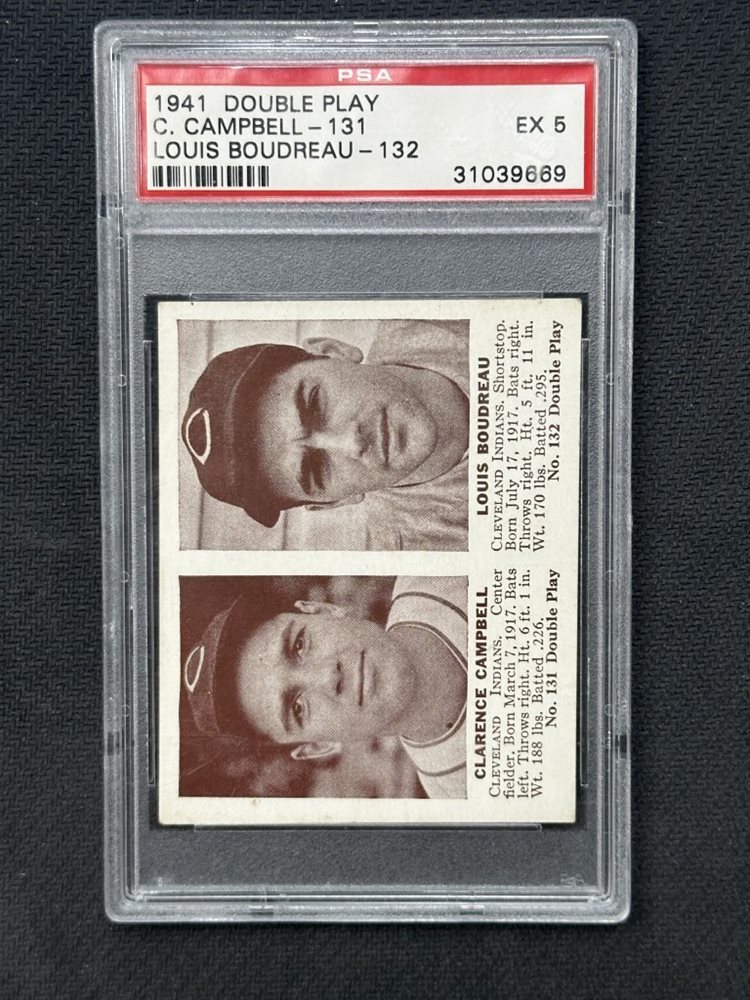 PSA
1941 DOUBLE PLAY
C. CAMPBELL – 131
EX 5
LOUIS BOUDREAU – 132
31039669
CLARENCE CAMPBELL
CLEVELAND INDIANS. Center
fielder. Born March 7, 1917. Bats
left. Throws right. Ht. 6 ft. 1 in.
Wt. 188 lbs. Batted .226.
No. 131 Double Play
LOUIS BOUDREAU
CLEVELAND INDIANS. Shortstop.
Born July 17, 1917. Bats right.
Throws right. Ht. 5 ft. 11 in.
Wt. 170 lbs. Batted .295.
No. 132 Double Play